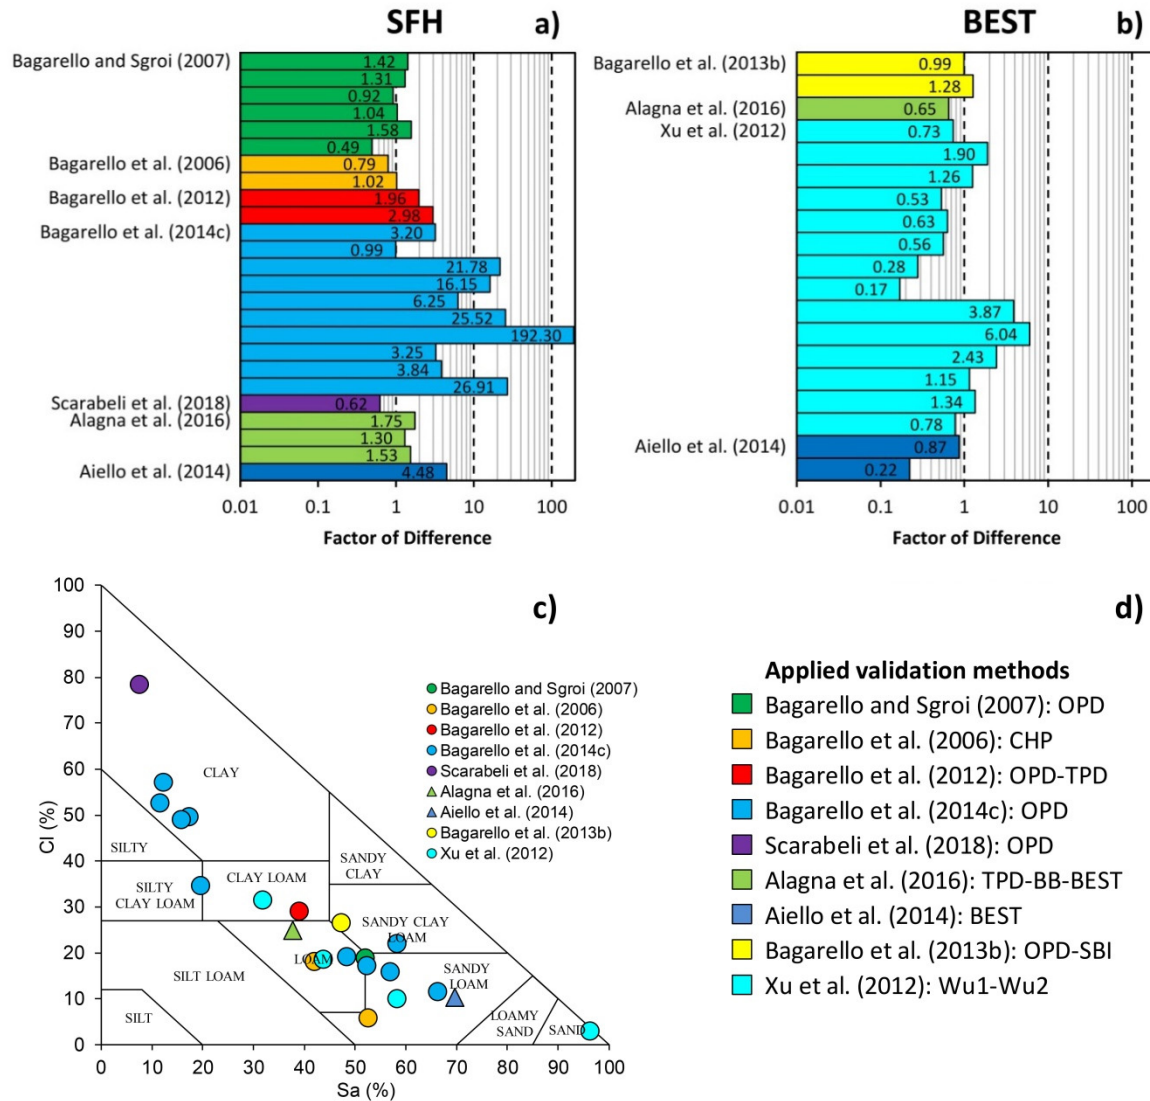 SFH
a)
Bagarello and Sgroi (2007)
1.42
1.31
0.92
1.04
1.58
0.49
Bagarello et al. (2006)
0.79
1.02
Bagarello et al. (2012)
1.96
2.98
Bagarello et al. (2014c)
3.20
0.99
21.78
16.15
6.25
25.52
192.30
3.25
3.84
26.91
Scarabeli et al. (2018)
0.62
Alagna et al. (2016)
1.75
1.30
1.53
Aiello et al. (2014)
4.48
0.01 0.1 1 10 100
Factor of Difference
BEST
b)
Bagarello et al. (2013b)
0.99
1.28
Alagna et al. (2016)
0.65
Xu et al. (2012)
0.73
1.90
1.26
0.53
0.63
0.56
0.28
0.17
3.87
6.04
2.43
1.15
1.34
0.78
Aiello et al. (2014)
0.87
0.22
0.01 0.1 1 10 100
Factor of Difference
c)
100
90
80
70
60
50
40
30
20
10
0
Cl (%)
CLAY
SILTY
SANDY
CLAY
SILTY
CLAY LOAM
CLAY LOAM
SANDY CLAY
LOAM
LOAM
SILT LOAM
SANDY
LOAM
SILT
LOAMY
SAND
SAND
0 10 20 30 40 50 60 70 80 90 100
Sa (%)
Bagarello and Sgroi (2007)
Bagarello et al. (2006)
Bagarello et al. (2012)
Bagarello et al. (2014c)
Scarabeli et al. (2018)
Alagna et al. (2016)
Aiello et al. (2014)
Bagarello et al. (2013b)
Xu et al. (2012)
d)
Applied validation methods
Bagarello and Sgroi (2007): OPD
Bagarello et al. (2006): CHP
Bagarello et al. (2012): OPD-TPD
Bagarello et al. (2014c): OPD
Scarabeli et al. (2018): OPD
Alagna et al. (2016): TPD-BB-BEST
Aiello et al. (2014): BEST
Bagarello et al. (2013b): OPD-SBI
Xu et al. (2012): Wu1-Wu2